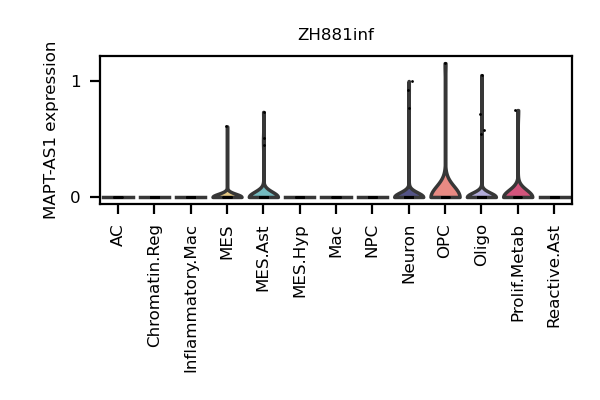 ZH881inf
MAPT-AS1 expression
1
0
AC
Chromatin.Reg
Inflammatory.Mac
MES
MES.Ast
MES.Hyp
Mac
NPC
Neuron
OPC
Oligo
Prolif.Metab
Reactive.Ast